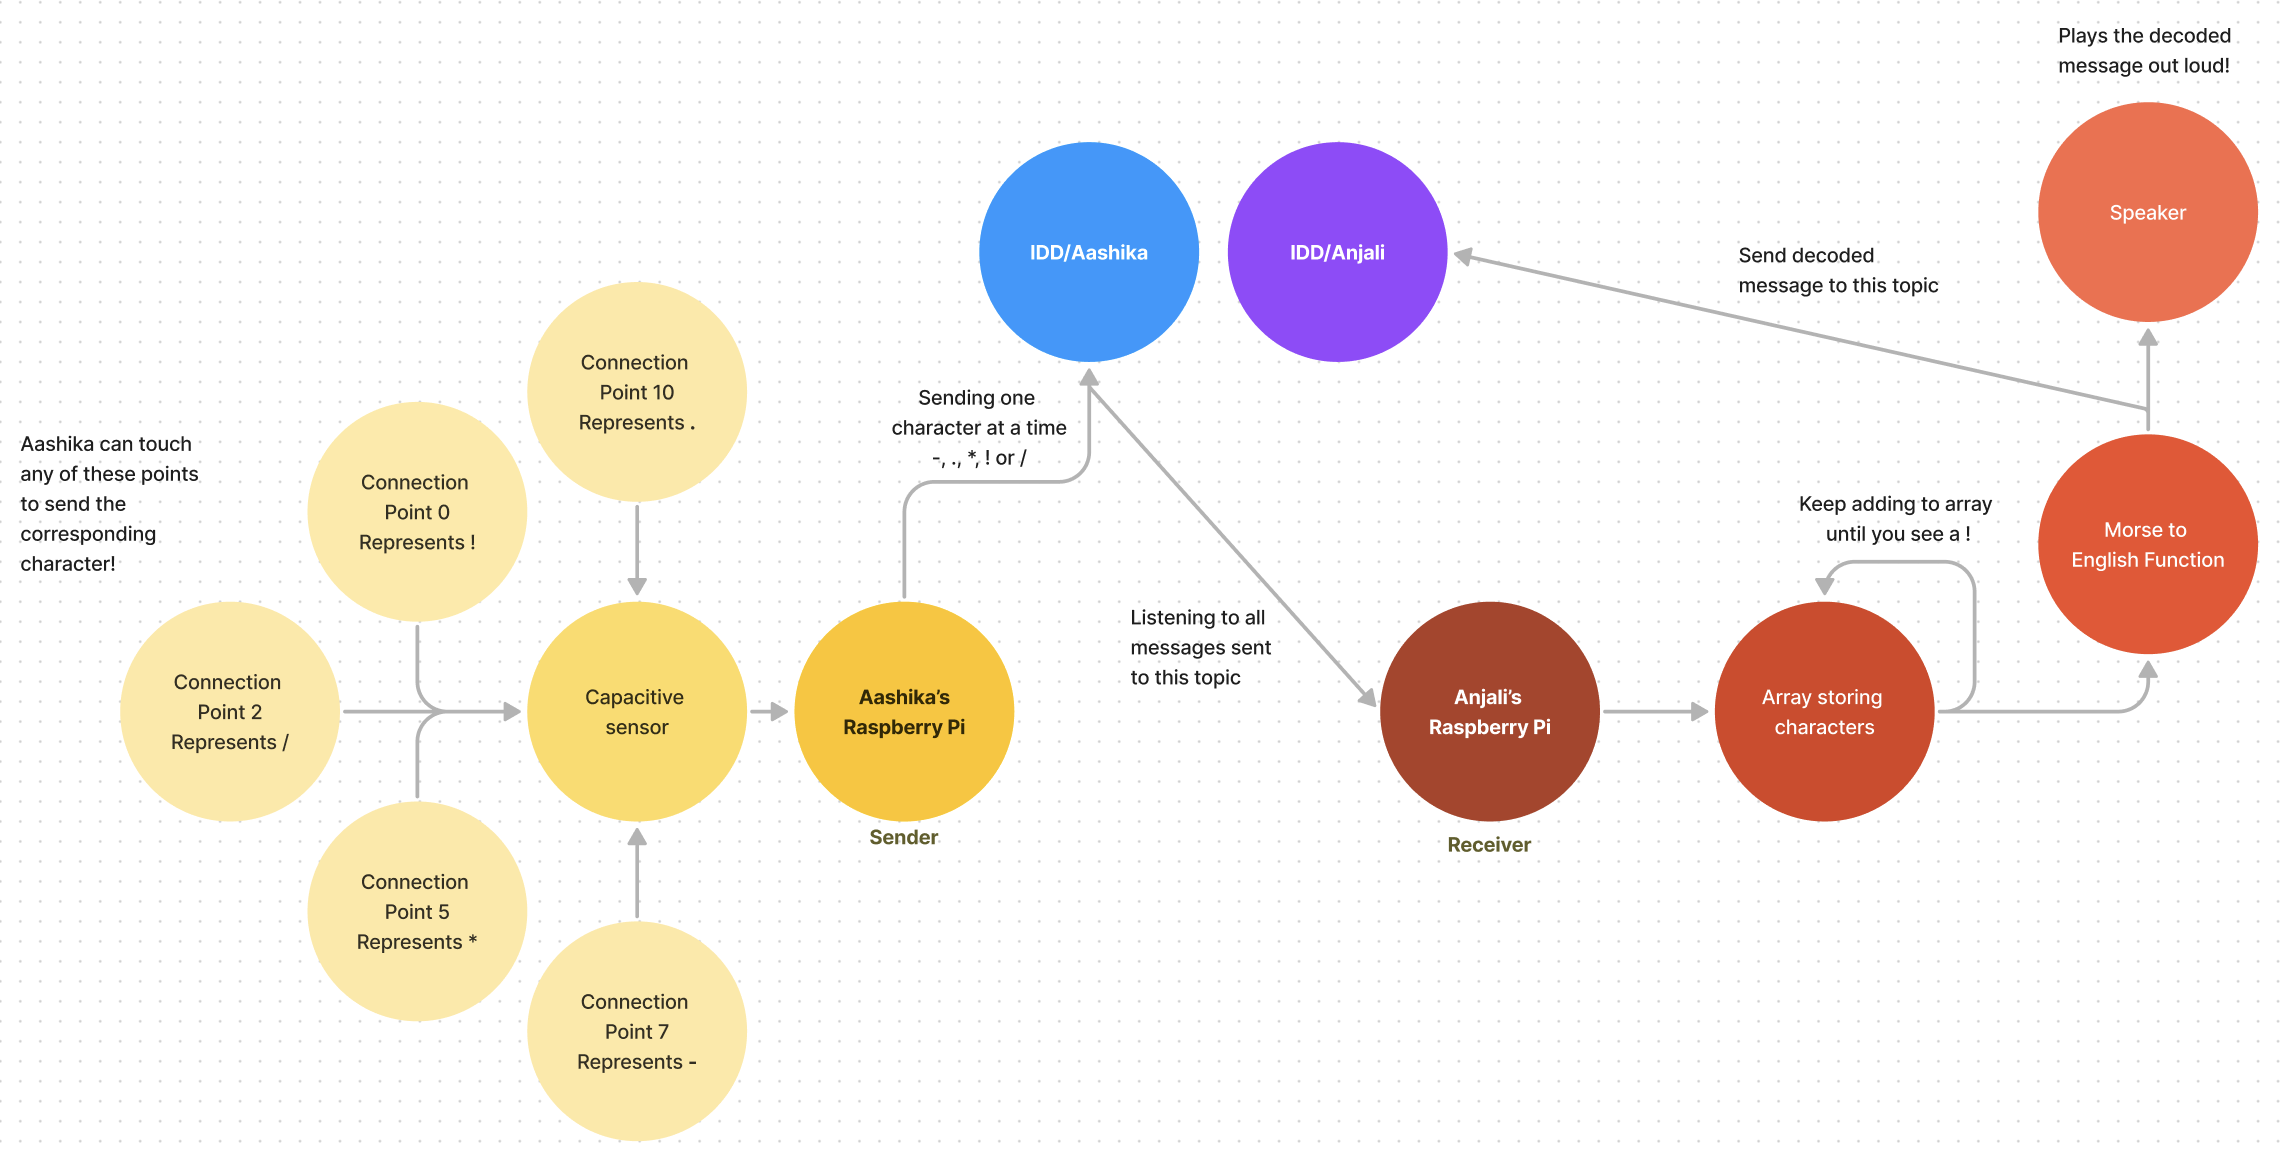 Plays the decoded
message out loud!
Speaker
IDD/Aashika
IDD/Anjali
Send decoded
message to this topic
Connection
Point 10
Represents .
Sending one
character at a time
-, ., *, ! or /
Aashika can touch
any of these points
to send the
corresponding
character!
Connection
Point 0
Represents !
Keep adding to array
until you see a !
Morse to
English Function
Listening to all
messages sent
to this topic
Connection
Point 2
Represents /
Capacitive
sensor
Aashika’s
Raspberry Pi
Sender
Anjali’s
Raspberry Pi
Receiver
Array storing
characters
Connection
Point 5
Represents *
Connection
Point 7
Represents -